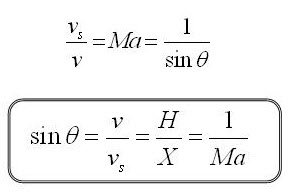 v_s/v = Ma = 1/sin θ
sin θ = v/v_s = H/X = 1/Ma